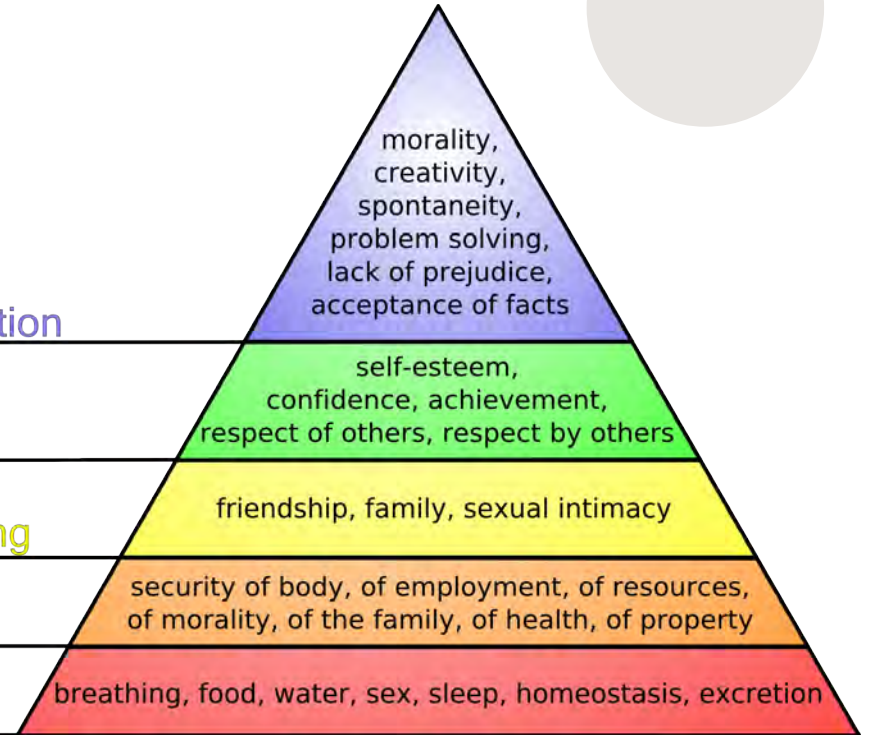 morality,
creativity,
spontaneity,
problem solving,
lack of prejudice,
acceptance of facts
tion
self-esteem,
confidence, achievement,
respect of others, respect by others
friendship, family, sexual intimacy
ng
security of body, of employment, of resources,
of morality, of the family, of health, of property
breathing, food, water, sex, sleep, homeostasis, excretion